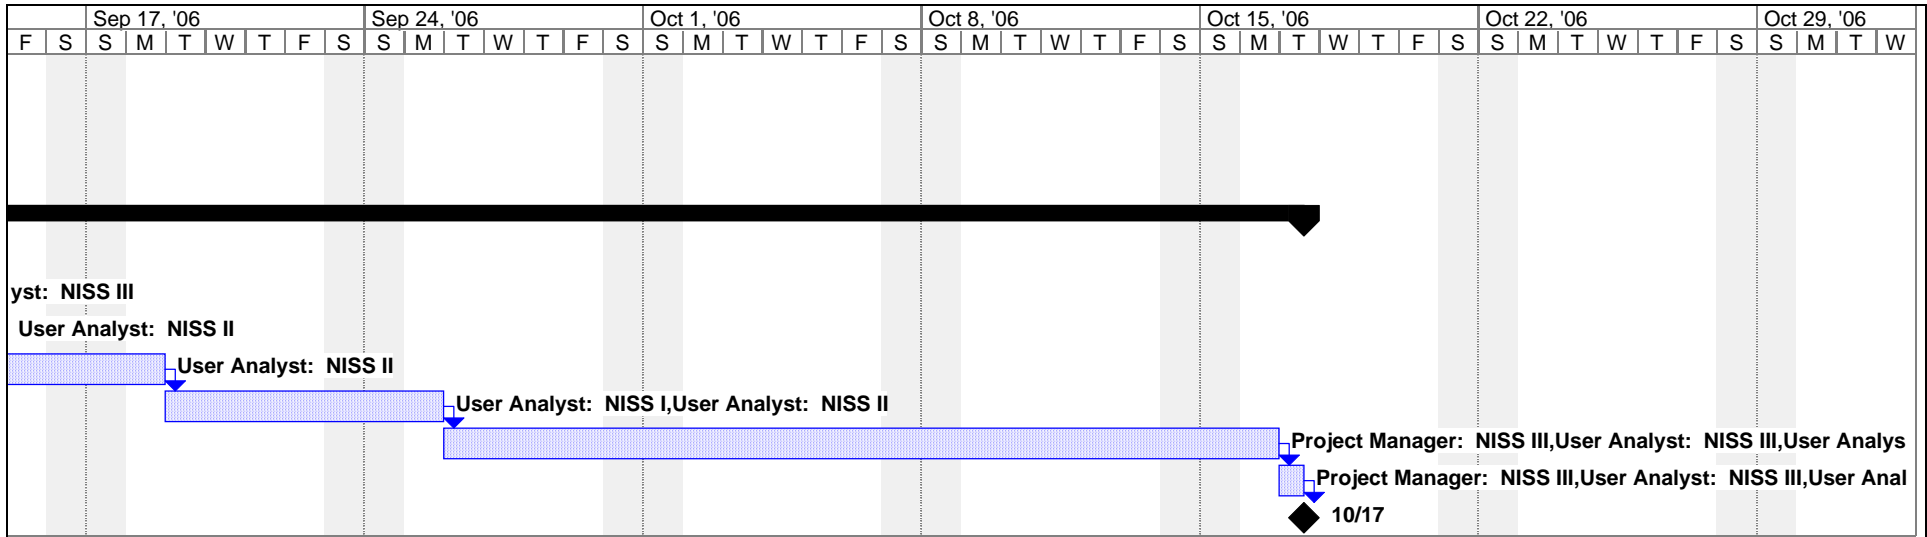 Sep 17, '06 Sep 24, '06 Oct 1, '06 Oct 8, '06 Oct 15, '06 Oct 22, '06 Oct 29, '06
F S S M T W T F S S M T W T F S S M T W T F S S M T W T F S S M T W T F S S M T W T F S S M T W
yst: NISS III
User Analyst: NISS II
User Analyst: NISS II
User Analyst: NISS I,User Analyst: NISS II
Project Manager: NISS III,User Analyst: NISS III,User Analys
Project Manager: NISS III,User Analyst: NISS III,User Anal
10/17